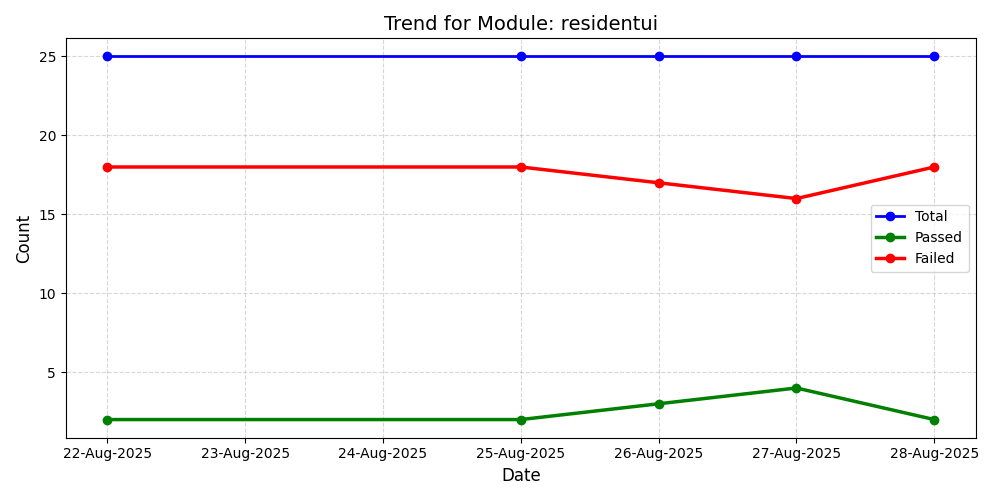 Trend for Module: residentui
25
20
15
10
5
Count
Total
Passed
Failed
22-Aug-2025 23-Aug-2025 24-Aug-2025 25-Aug-2025 26-Aug-2025 27-Aug-2025 28-Aug-2025
Date